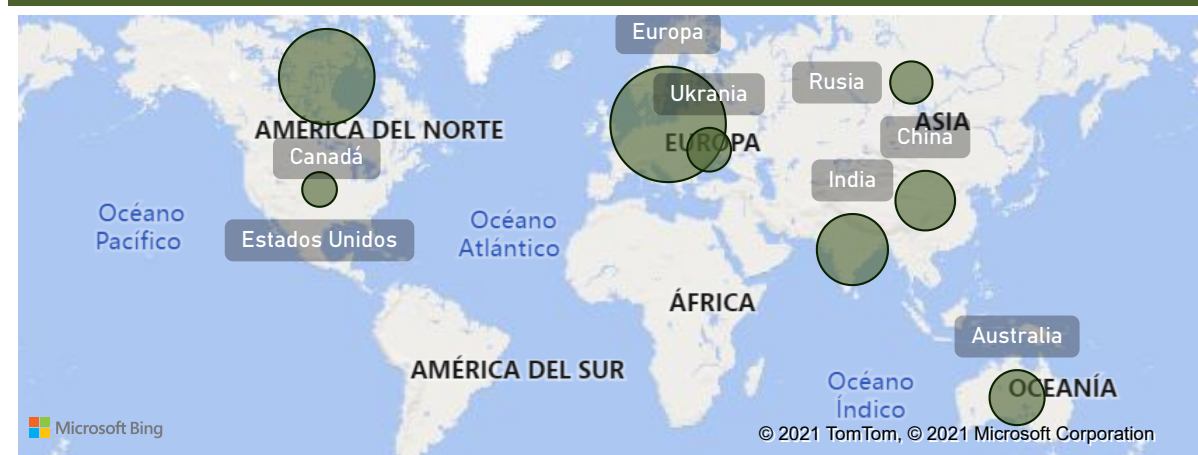 Europa
Ukrania
Rusia
AMÉRICA DEL NORTE
ASIA
China
EUROPA
Canadá
India
Océano
Pacífico
Océano
Atlántico
Estados Unidos
ÁFRICA
Australia
AMÉRICA DEL SUR
Océano
Índico
OCEANÍA
Microsoft Bing
© 2021 TomTom, © 2021 Microsoft Corporation